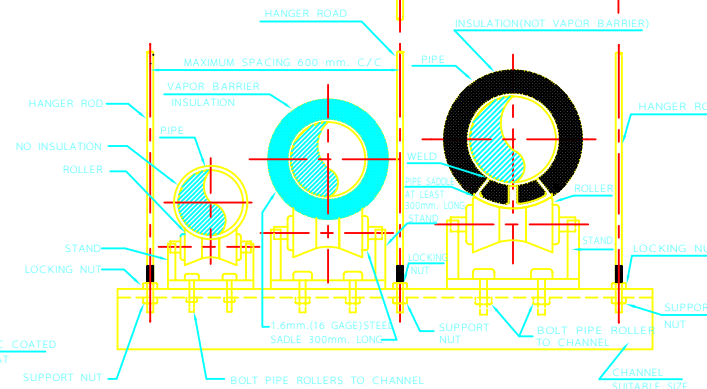 HANGER ROAD
INSULATION(NOT VAPOR BARRIER)
MAXIMUM SPACING 600 mm. C/C
PIPE
VAPOR BARRIER
INSULATION
HANGER ROD
HANGER RO
PIPE
NO INSULATION
WELD
ROLLER
PIPE SADDLE
AT LEAST.
300mm. LONG
ROLLER
STAND
STAND
STAND
LOCKING NUT
LOCKING
NUT
LOCKING NU
SUPPOR
NUT
1.6mm.(16 GAGE)STEEL
SADLE 300mm. LONG
SUPPORT
NUT
BOLT PIPE ROLLER
TO CHANNEL
C COATED
SUPPORT NUT
BOLT PIPE ROLLERS TO CHANNEL
CHANNEL
SUITABLE SIZE